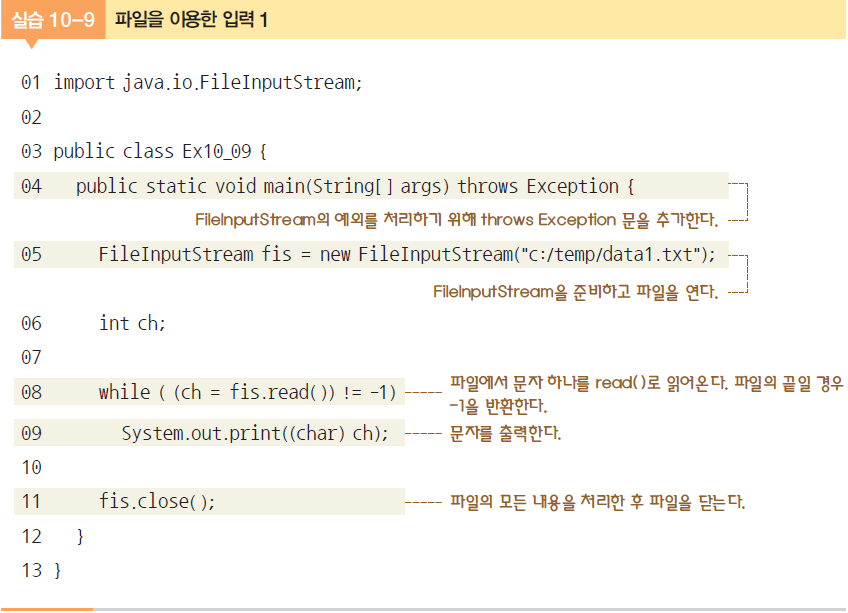 실습 10-9 파일을 이용한 입력 1
01 import java.io.FileInputStream;
02
03 public class Ex10_09 {
04 public static void main(String[ ] args) throws Exception {
FileInputStream의 예외를 처리하기 위해 throws Exception 문을 추가한다.
05 FileInputStream fis = new FileInputStream("c:/temp/data1.txt");
FileInputStream을 준비하고 파일을 연다.
06 int ch;
07
08 while ( (ch = fis.read( )) != -1) 파일에서 문자 하나를 read( )로 읽어온다. 파일의 끝일 경우
-1을 반환한다.
09 System.out.print((char) ch); 문자를 출력한다.
10
11 fis.close( ); 파일의 모든 내용을 처리한 후 파일을 닫는다.
12 }
13 }